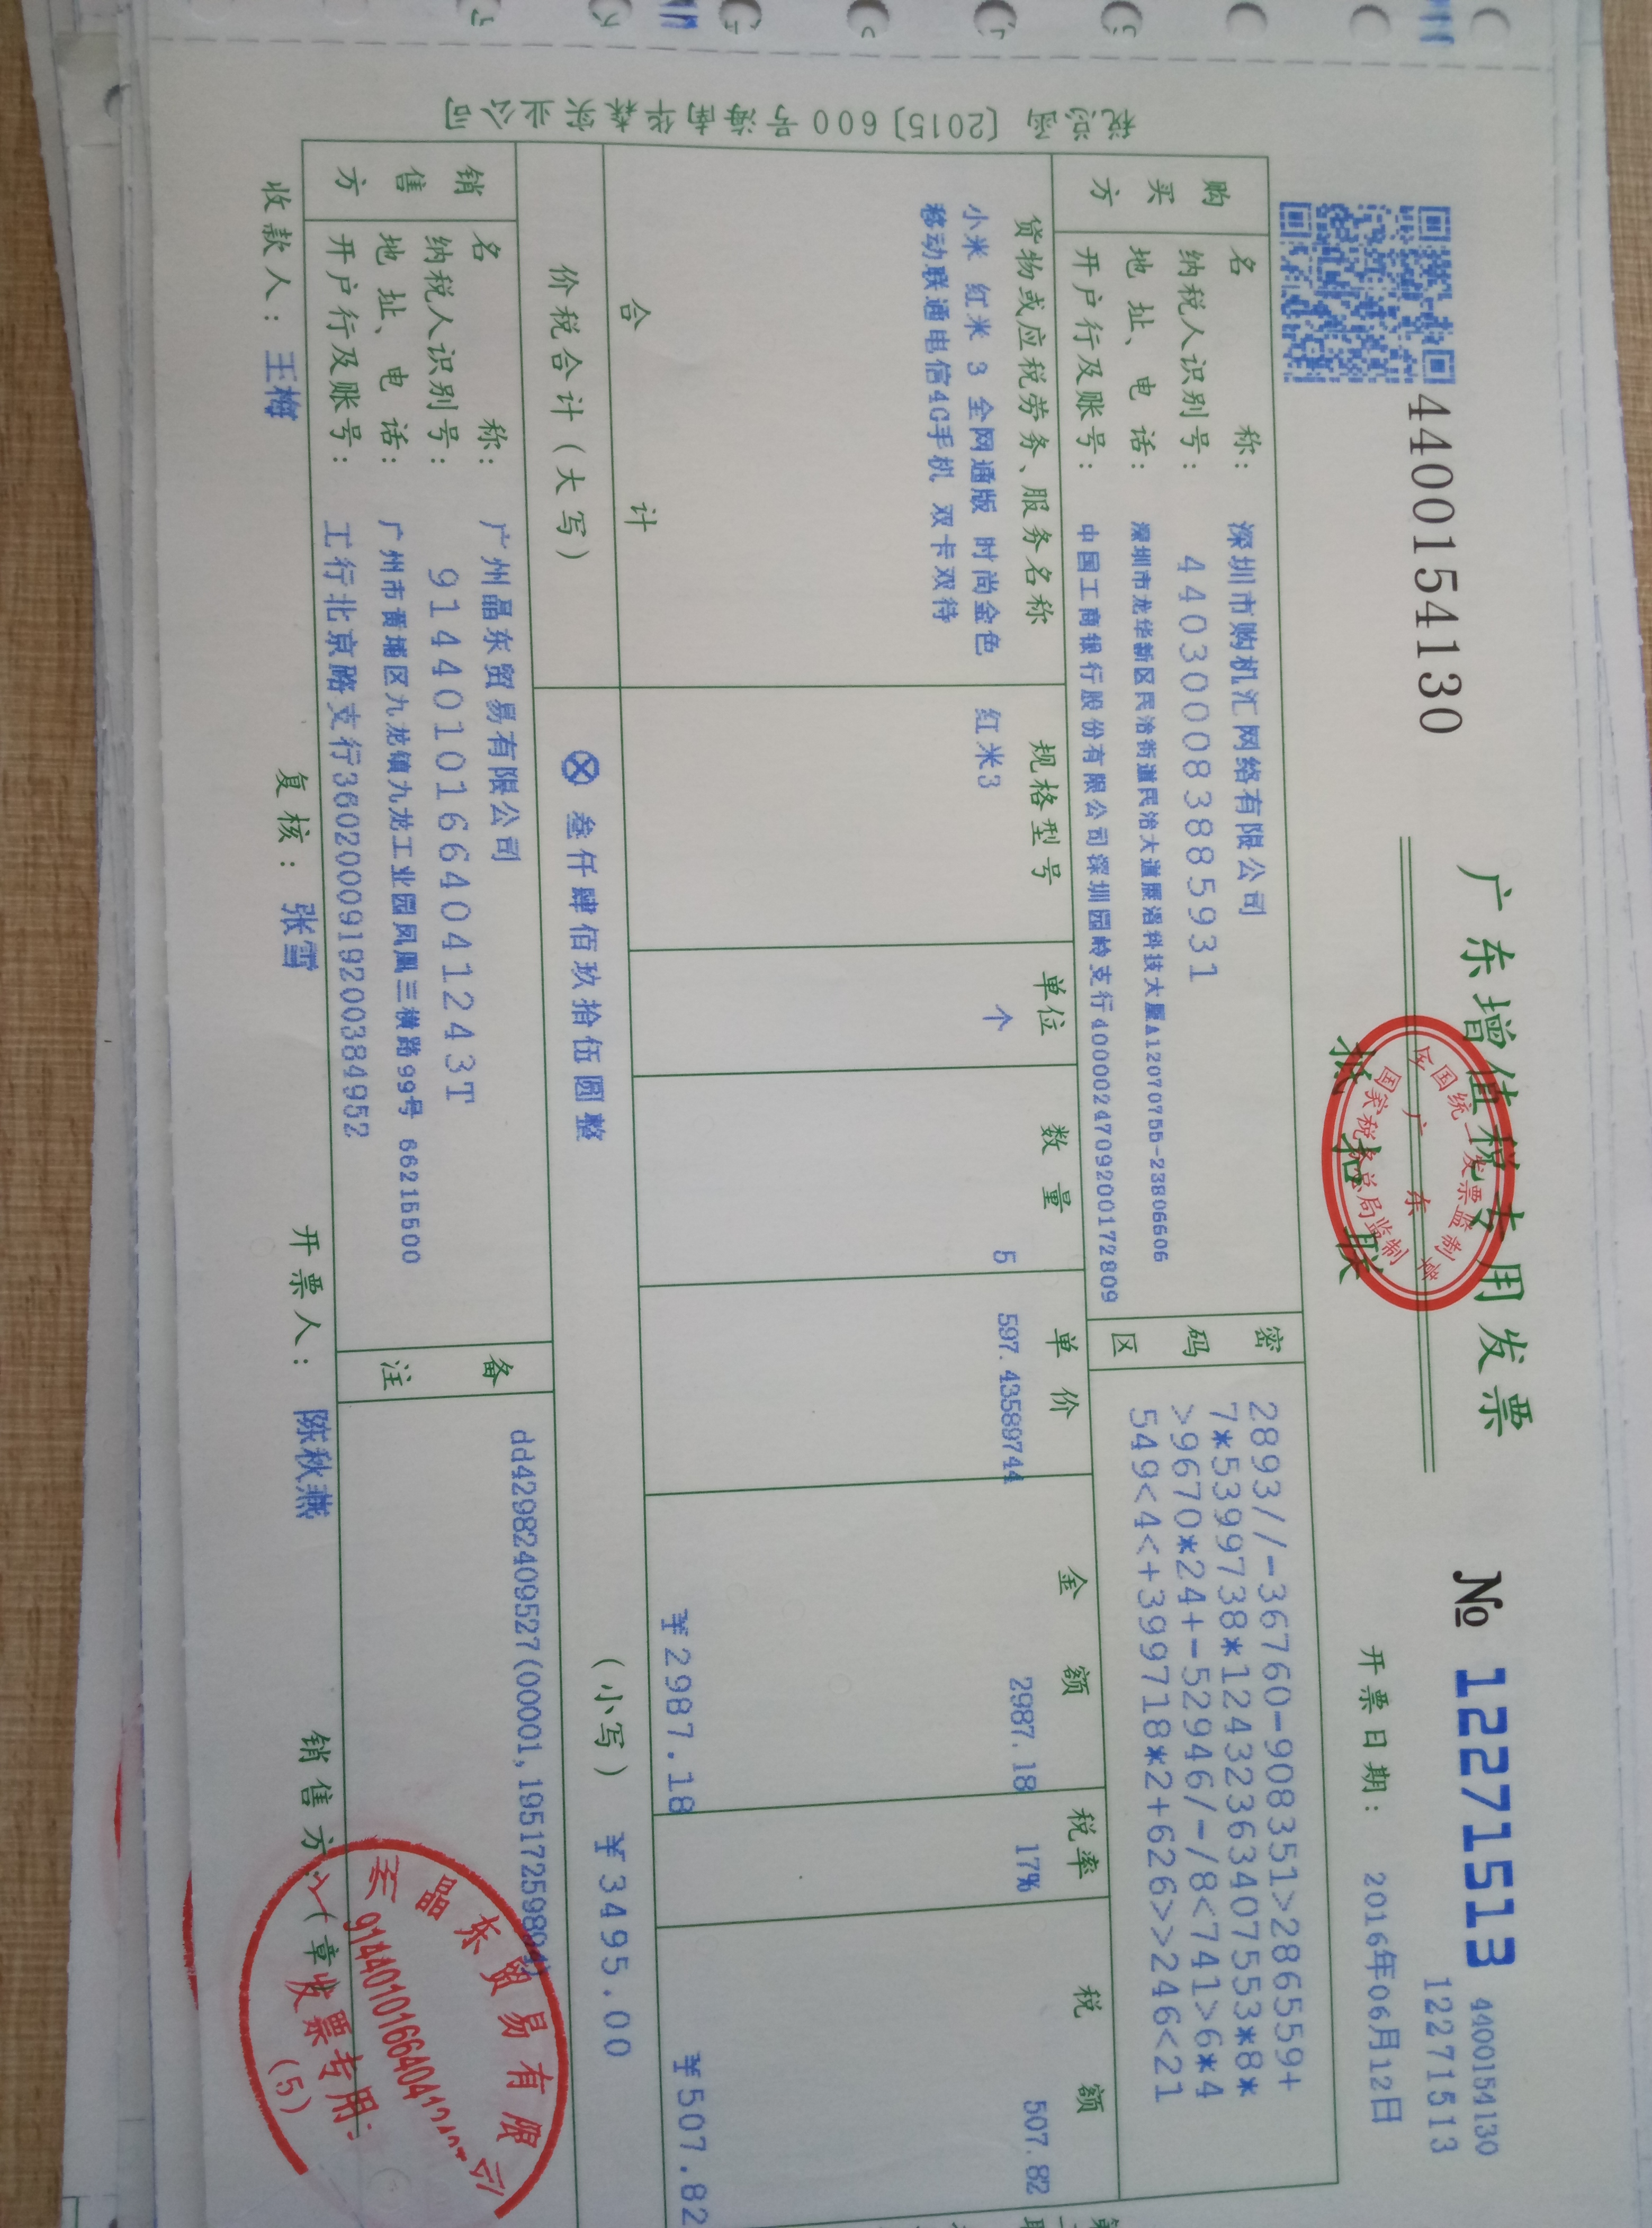 4400154130
广东增值税专用发票
抵扣联
№ 12271513
4400154130
12271513
开票日期： 2016年06月12日
税总函〔2015〕600号海南华森实业公司
购买方
名 称： 深圳市购机汇网络有限公司
纳税人识别号： 440300083885931
地 址、电 话： 深圳市龙华新区民治街道民治大道展滔科技大厦A12070755-23806606
开户行及账号： 中国工商银行股份有限公司深圳园岭支行4000024709200172809
密码区
2893//-36760-908351>286559+
7*5399738*12432363407553*8*
>9670*24+-52946/-/8<741>6*4
549<4<+399718*2+626>>246<21
货物或应税劳务、服务名称 规格型号 单位 数量 单价 金额 税率 税额
小米 红米 3 全网通版 时尚金色 红米3 个 5 597.43589744 2987.18 17% 507.82
移动联通电信4G手机 双卡双待
合 计 ￥2987.18 ￥507.82
价税合计（大写） ⊗ 叁仟肆佰玖拾伍圆整 （小写） ￥3495.00
销售方
名 称： 广州晶东贸易有限公司
纳税人识别号： 91440101664041243T
地 址、电 话： 广州市黄埔区九龙镇九龙工业园凤凰三横路99号 66215500
开户行及账号： 工行北京路支行3602000919200384952
备注
dd42982409527(00001,19517259804)
收款人： 王梅 复核： 张雪 开票人： 陈秋燕 销售方：（章）
全国统一发票监制章
广东
国家税务总局监制
晶东贸易有限公司
发票专用
(5)